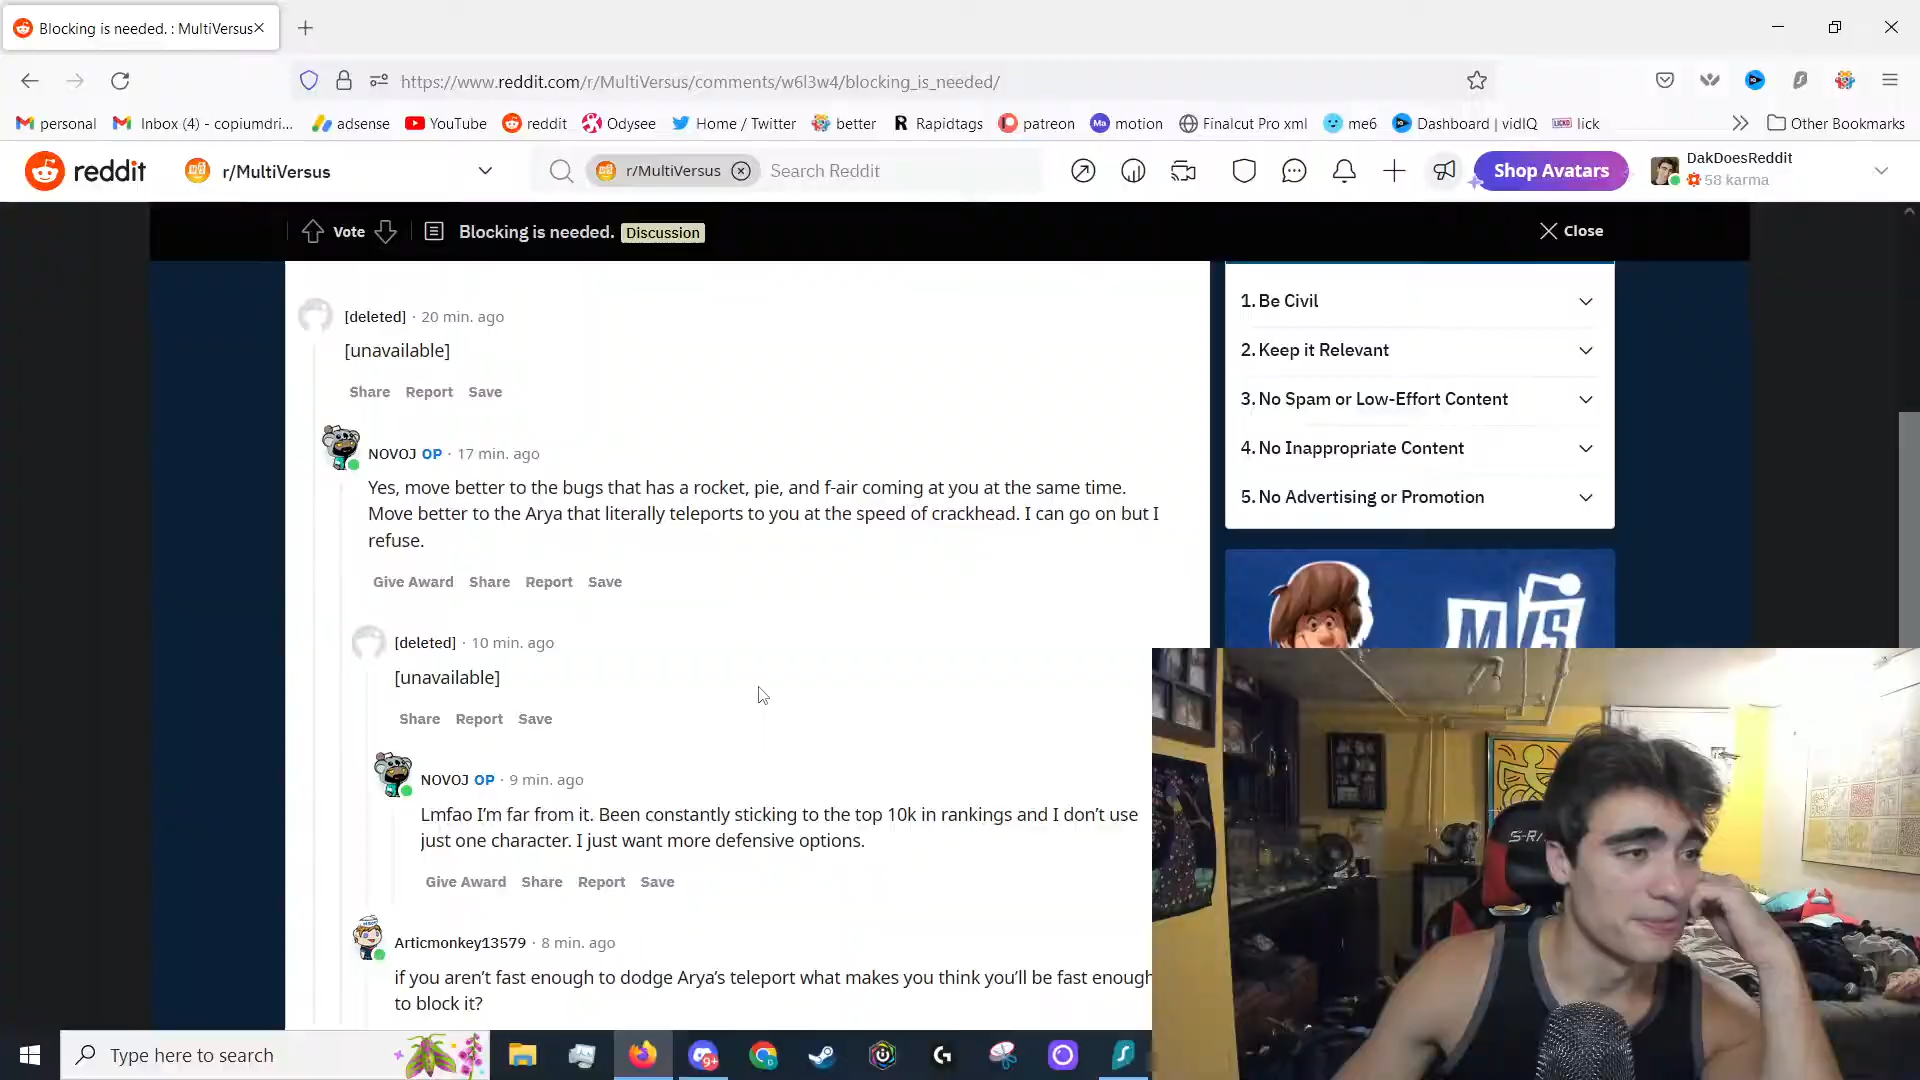 Blocking is needed. : MultiVersus
https://www.reddit.com/r/MultiVersus/comments/w6l3w4/blocking_is_needed/
personal
Inbox (4) - copiumdri...
adsense
YouTube
reddit
Odysee
Home / Twitter
better
Rapidtags
patreon
motion
Finalcut Pro xml
me6
Dashboard | vidIQ
lick
Other Bookmarks
reddit
r/MultiVersus
r/MultiVersus
Search Reddit
Shop Avatars
DakDoesReddit
58 karma
Vote
Blocking is needed.
Discussion
Close
[deleted] · 20 min. ago
[unavailable]
Share Report Save
NOVOJ OP · 17 min. ago
Yes, move better to the bugs that has a rocket, pie, and f-air coming at you at the same time.
Move better to the Arya that literally teleports to you at the speed of crackhead. I can go on but I
refuse.
Give Award Share Report Save
[deleted] · 10 min. ago
[unavailable]
Share Report Save
NOVOJ OP · 9 min. ago
Lmfao I'm far from it. Been constantly sticking to the top 10k in rankings and I don't use
just one character. I just want more defensive options.
Give Award Share Report Save
Articmonkey13579 · 8 min. ago
if you aren't fast enough to dodge Arya's teleport what makes you think you'll be fast enough
to block it?
1. Be Civil
2. Keep it Relevant
3. No Spam or Low-Effort Content
4. No Inappropriate Content
5. No Advertising or Promotion
Type here to search
9+